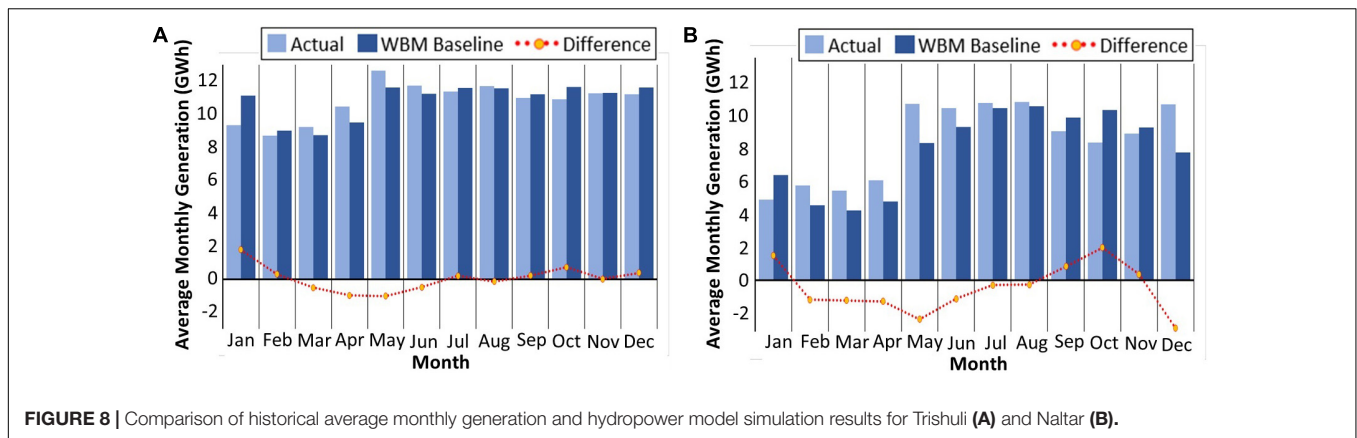 A
Actual WBM Baseline Difference
Average Monthly Generation (GWh)
12
10
8
6
4
2
0
-2
Jan Feb Mar Apr May Jun Jul Aug Sep Oct Nov Dec
Month
B
Actual WBM Baseline Difference
Average Monthly Generation (GWh)
12
10
8
6
4
2
0
-2
Jan Feb Mar Apr May Jun Jul Aug Sep Oct Nov Dec
Month
FIGURE 8 | Comparison of historical average monthly generation and hydropower model simulation results for Trishuli (A) and Naltar (B).